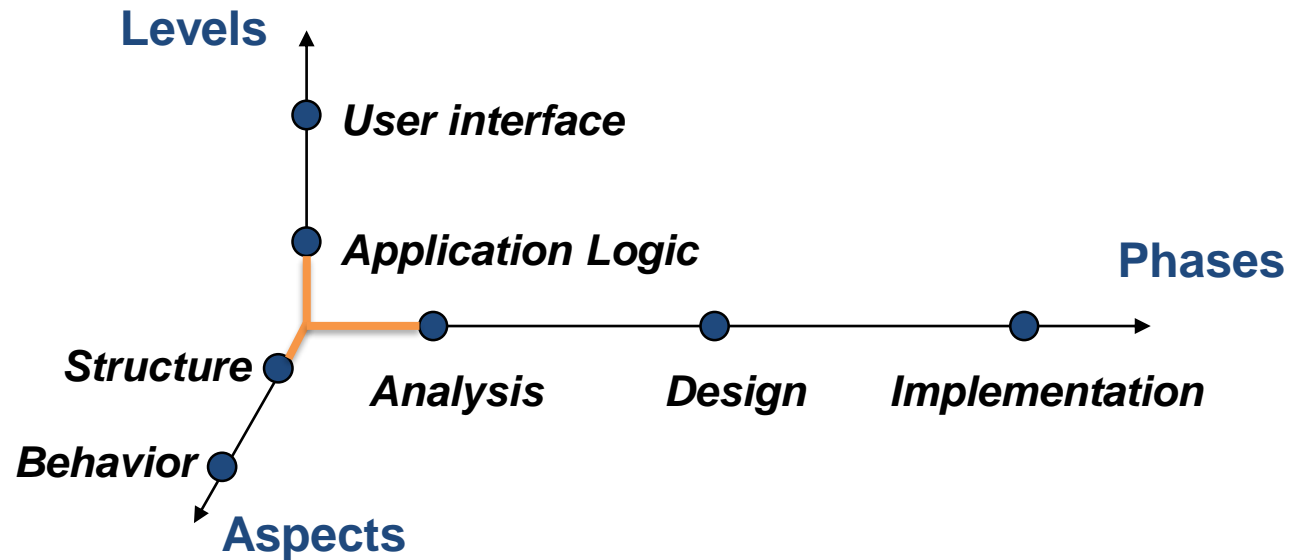 Levels
User interface
Application Logic
Phases
Structure
Analysis
Design
Implementation
Behavior
Aspects